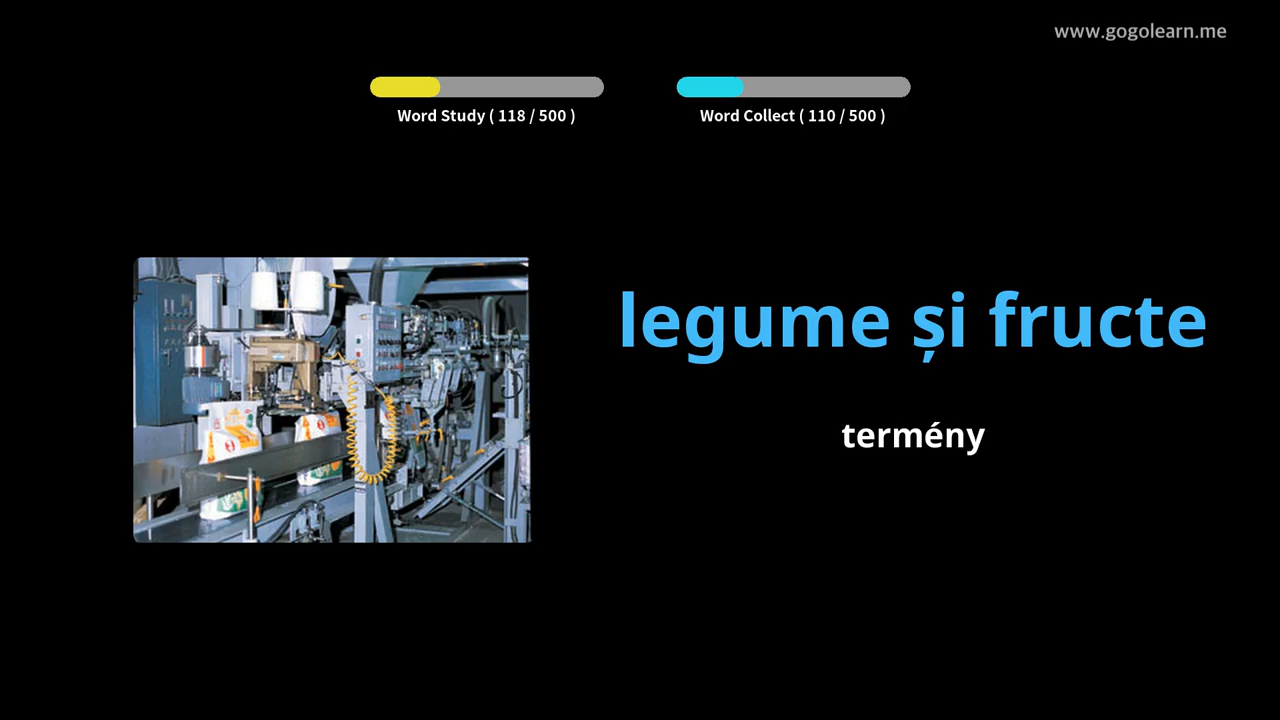 www.gogolearn.me
Word Study ( 118 / 500 )
Word Collect ( 110 / 500 )
legume și fructe
termény